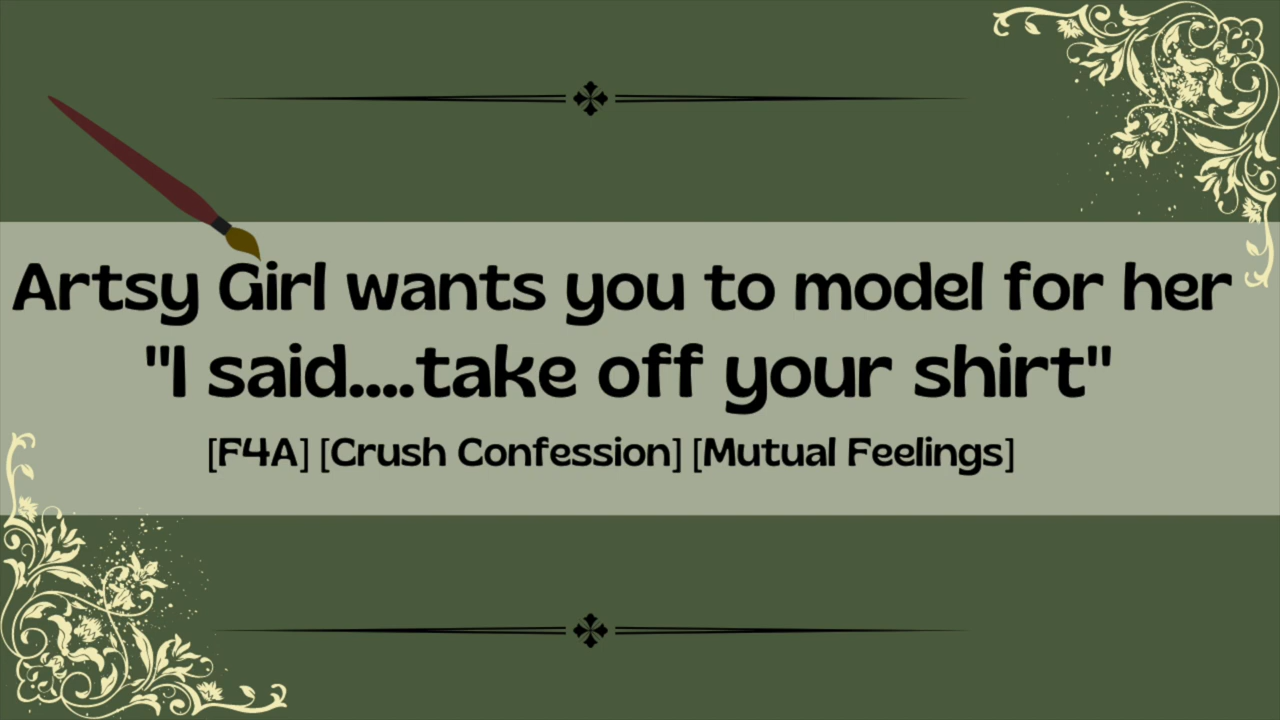 Artsy Girl wants you to model for her
"I said....take off your shirt"
[F4A] [Crush Confession] [Mutual Feelings]